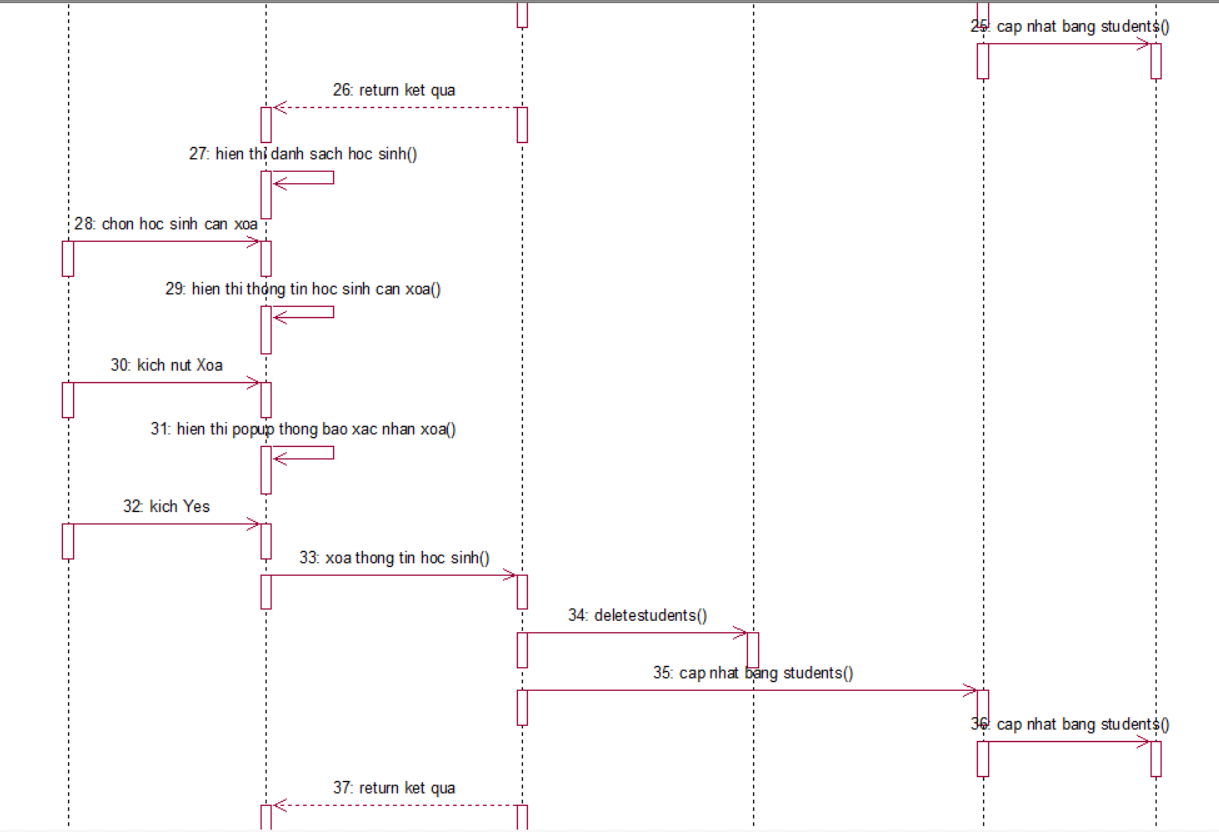 25: cap nhat bang students()
26: return ket qua
27: hien thi danh sach hoc sinh()
28: chon hoc sinh can xoa
29: hien thi thong tin hoc sinh can xoa()
30: kich nut Xoa
31: hien thi popup thong bao xac nhan xoa()
32: kich Yes
33: xoa thong tin hoc sinh()
34: deletestudents()
35: cap nhat bang students()
36: cap nhat bang students()
37: return ket qua